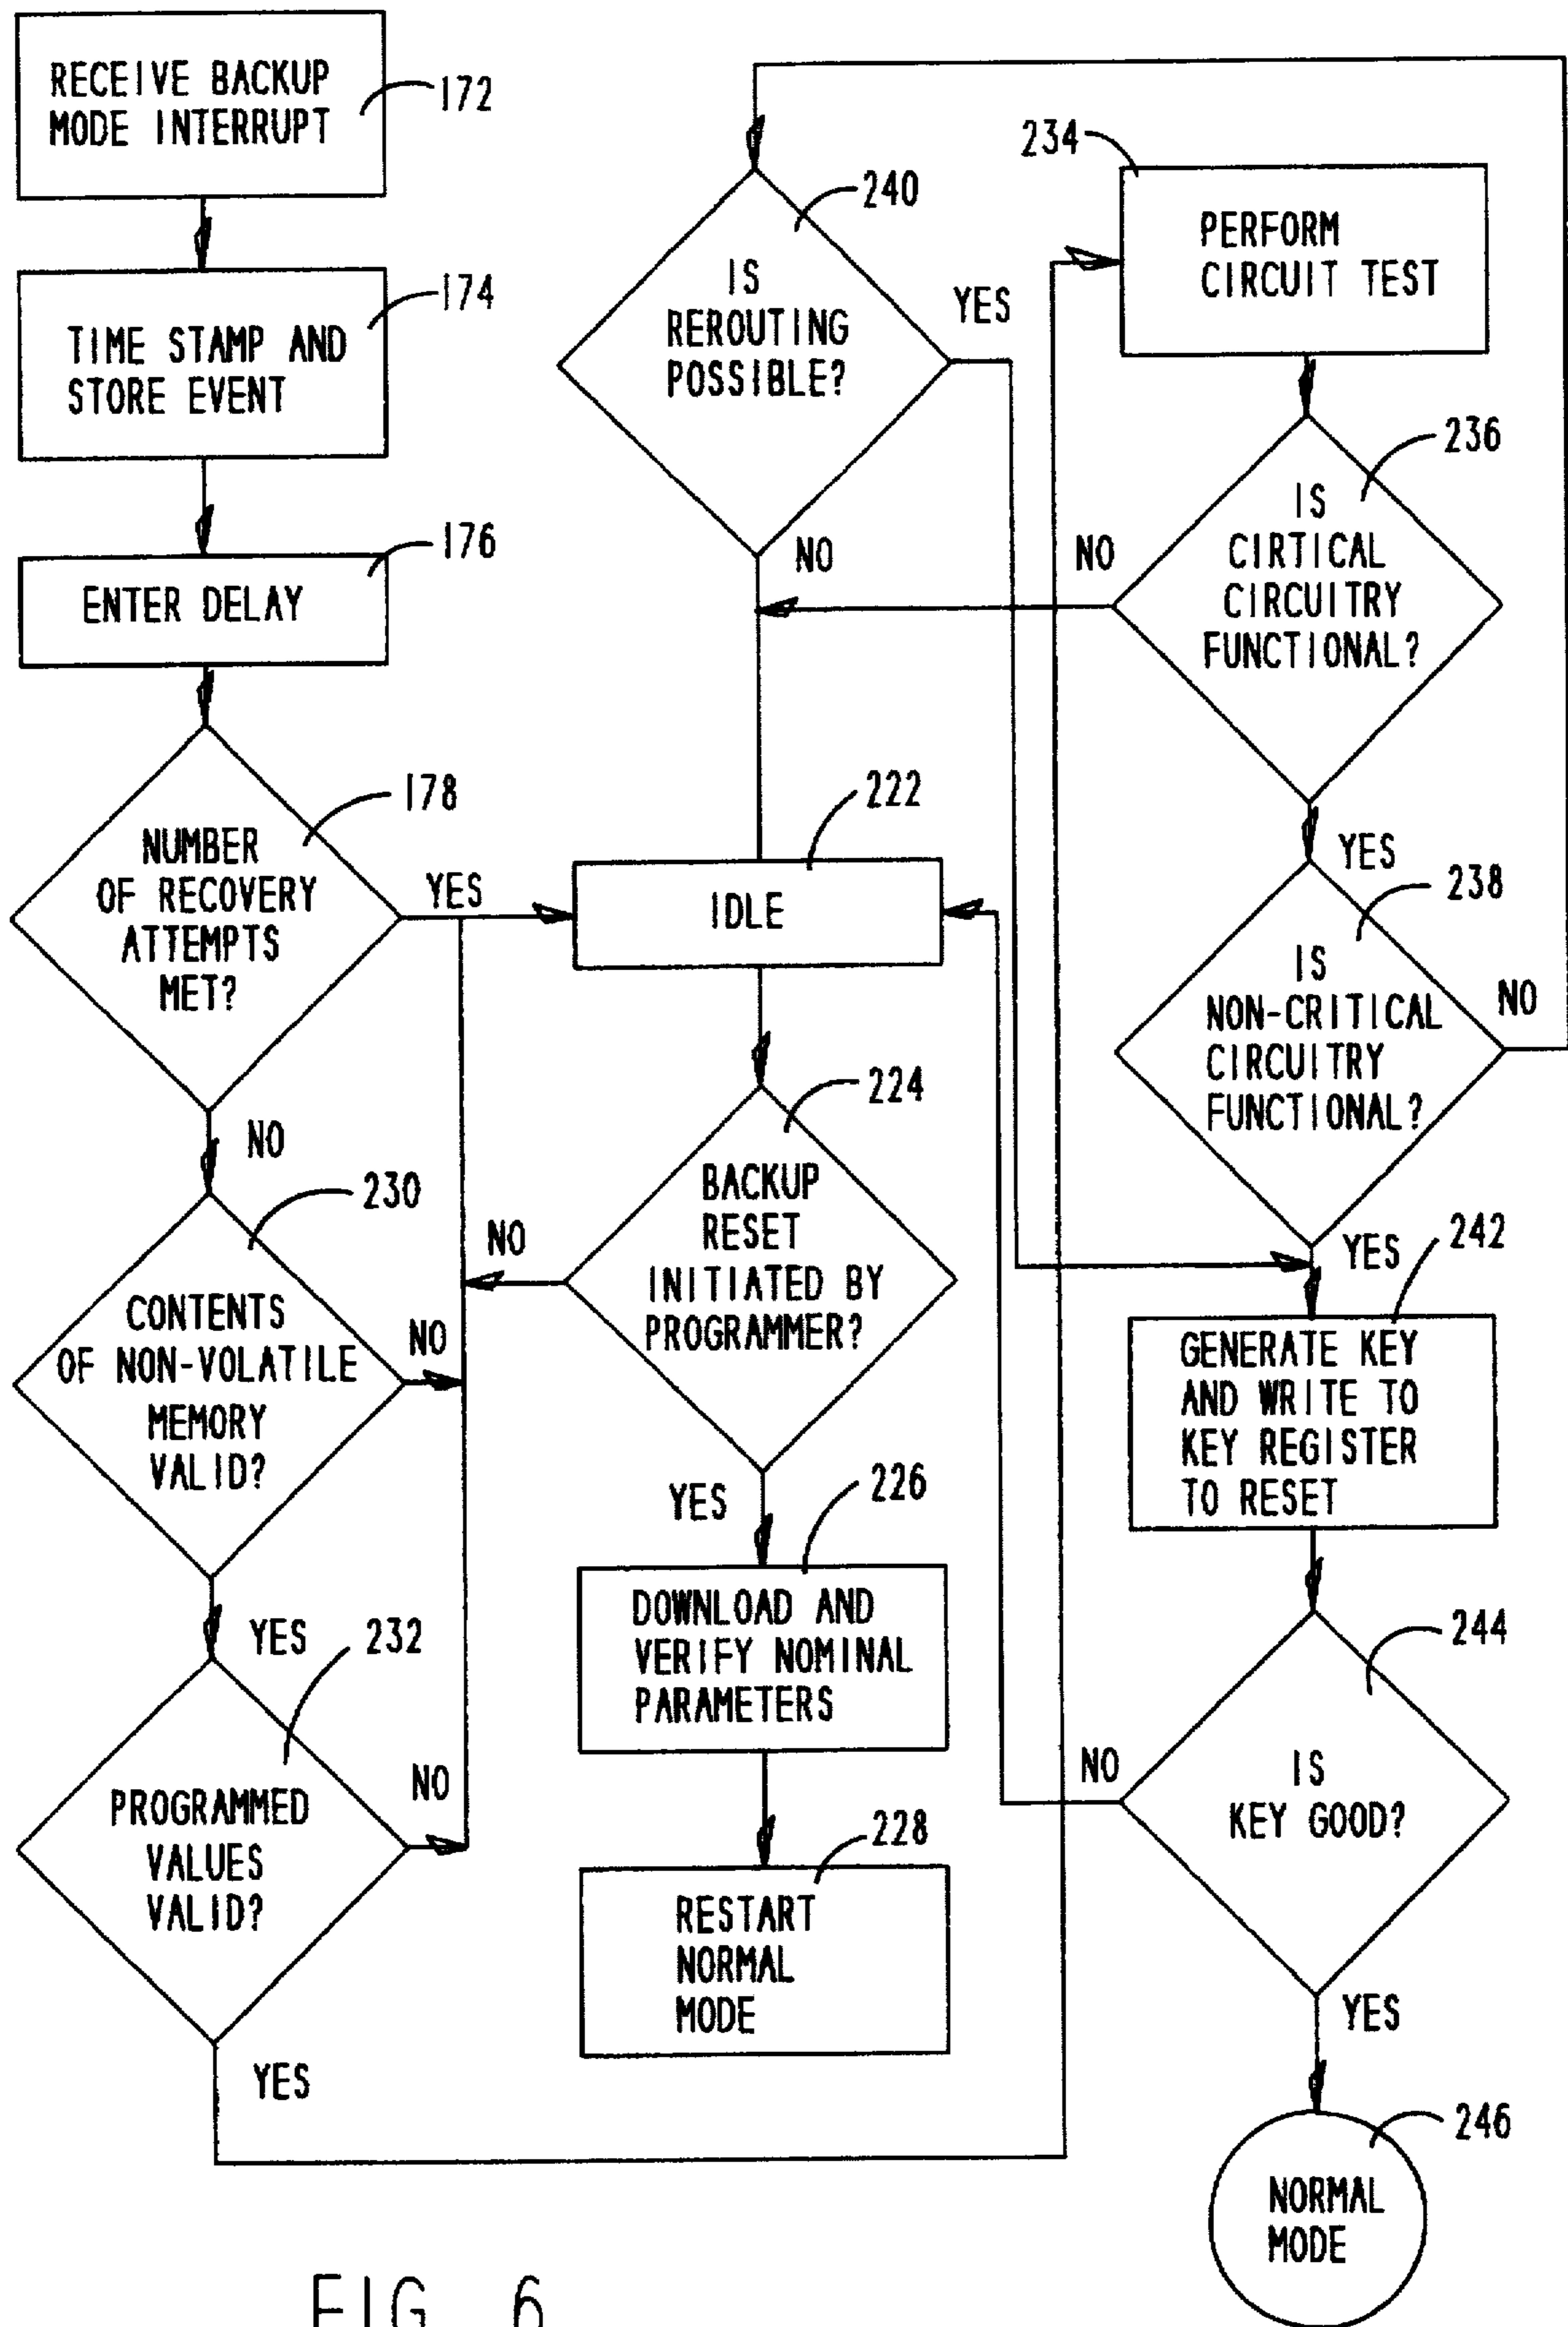 RECEIVE BACKUP
MODE INTERRUPT
172
TIME STAMP AND
STORE EVENT
174
ENTER DELAY
176
NUMBER
OF RECOVERY
ATTEMPTS
MET?
178
YES
NO
CONTENTS
OF NON-VOLATILE
MEMORY
VALID?
230
NO
YES
PROGRAMMED
VALUES
VALID?
232
NO
YES
IS
REROUTING
POSSIBLE?
240
YES
NO
IDLE
222
BACKUP
RESET
INITIATED BY
PROGRAMMER?
224
NO
YES
DOWNLOAD AND
VERIFY NOMINAL
PARAMETERS
226
RESTART
NORMAL
MODE
228
234
PERFORM
CIRCUIT TEST
IS
CIRTICAL
CIRCUITRY
FUNCTIONAL?
236
NO
YES
IS
NON-CRITICAL
CIRCUITRY
FUNCTIONAL?
238
NO
YES
GENERATE KEY
AND WRITE TO
KEY REGISTER
TO RESET
242
IS
KEY GOOD?
244
NO
YES
NORMAL
MODE
246
FIG. 6